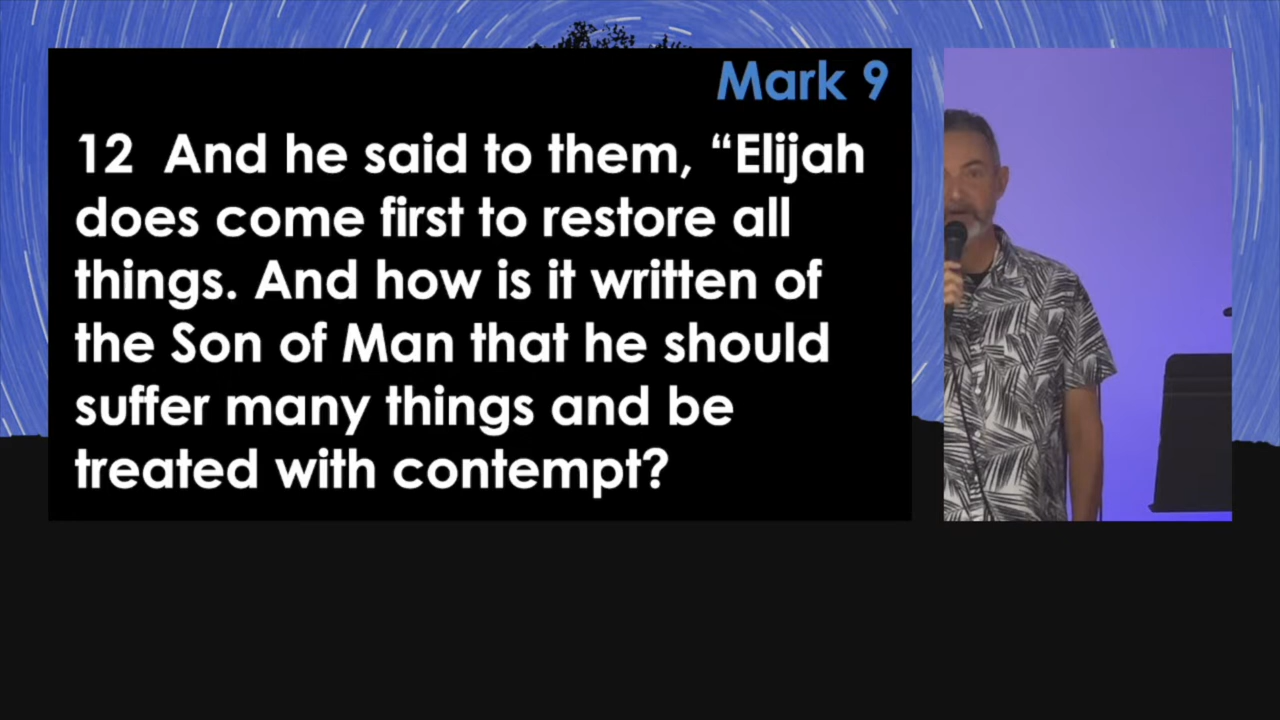 Mark 9
12 And he said to them, “Elijah
does come first to restore all
things. And how is it written of
the Son of Man that he should
suffer many things and be
treated with contempt?